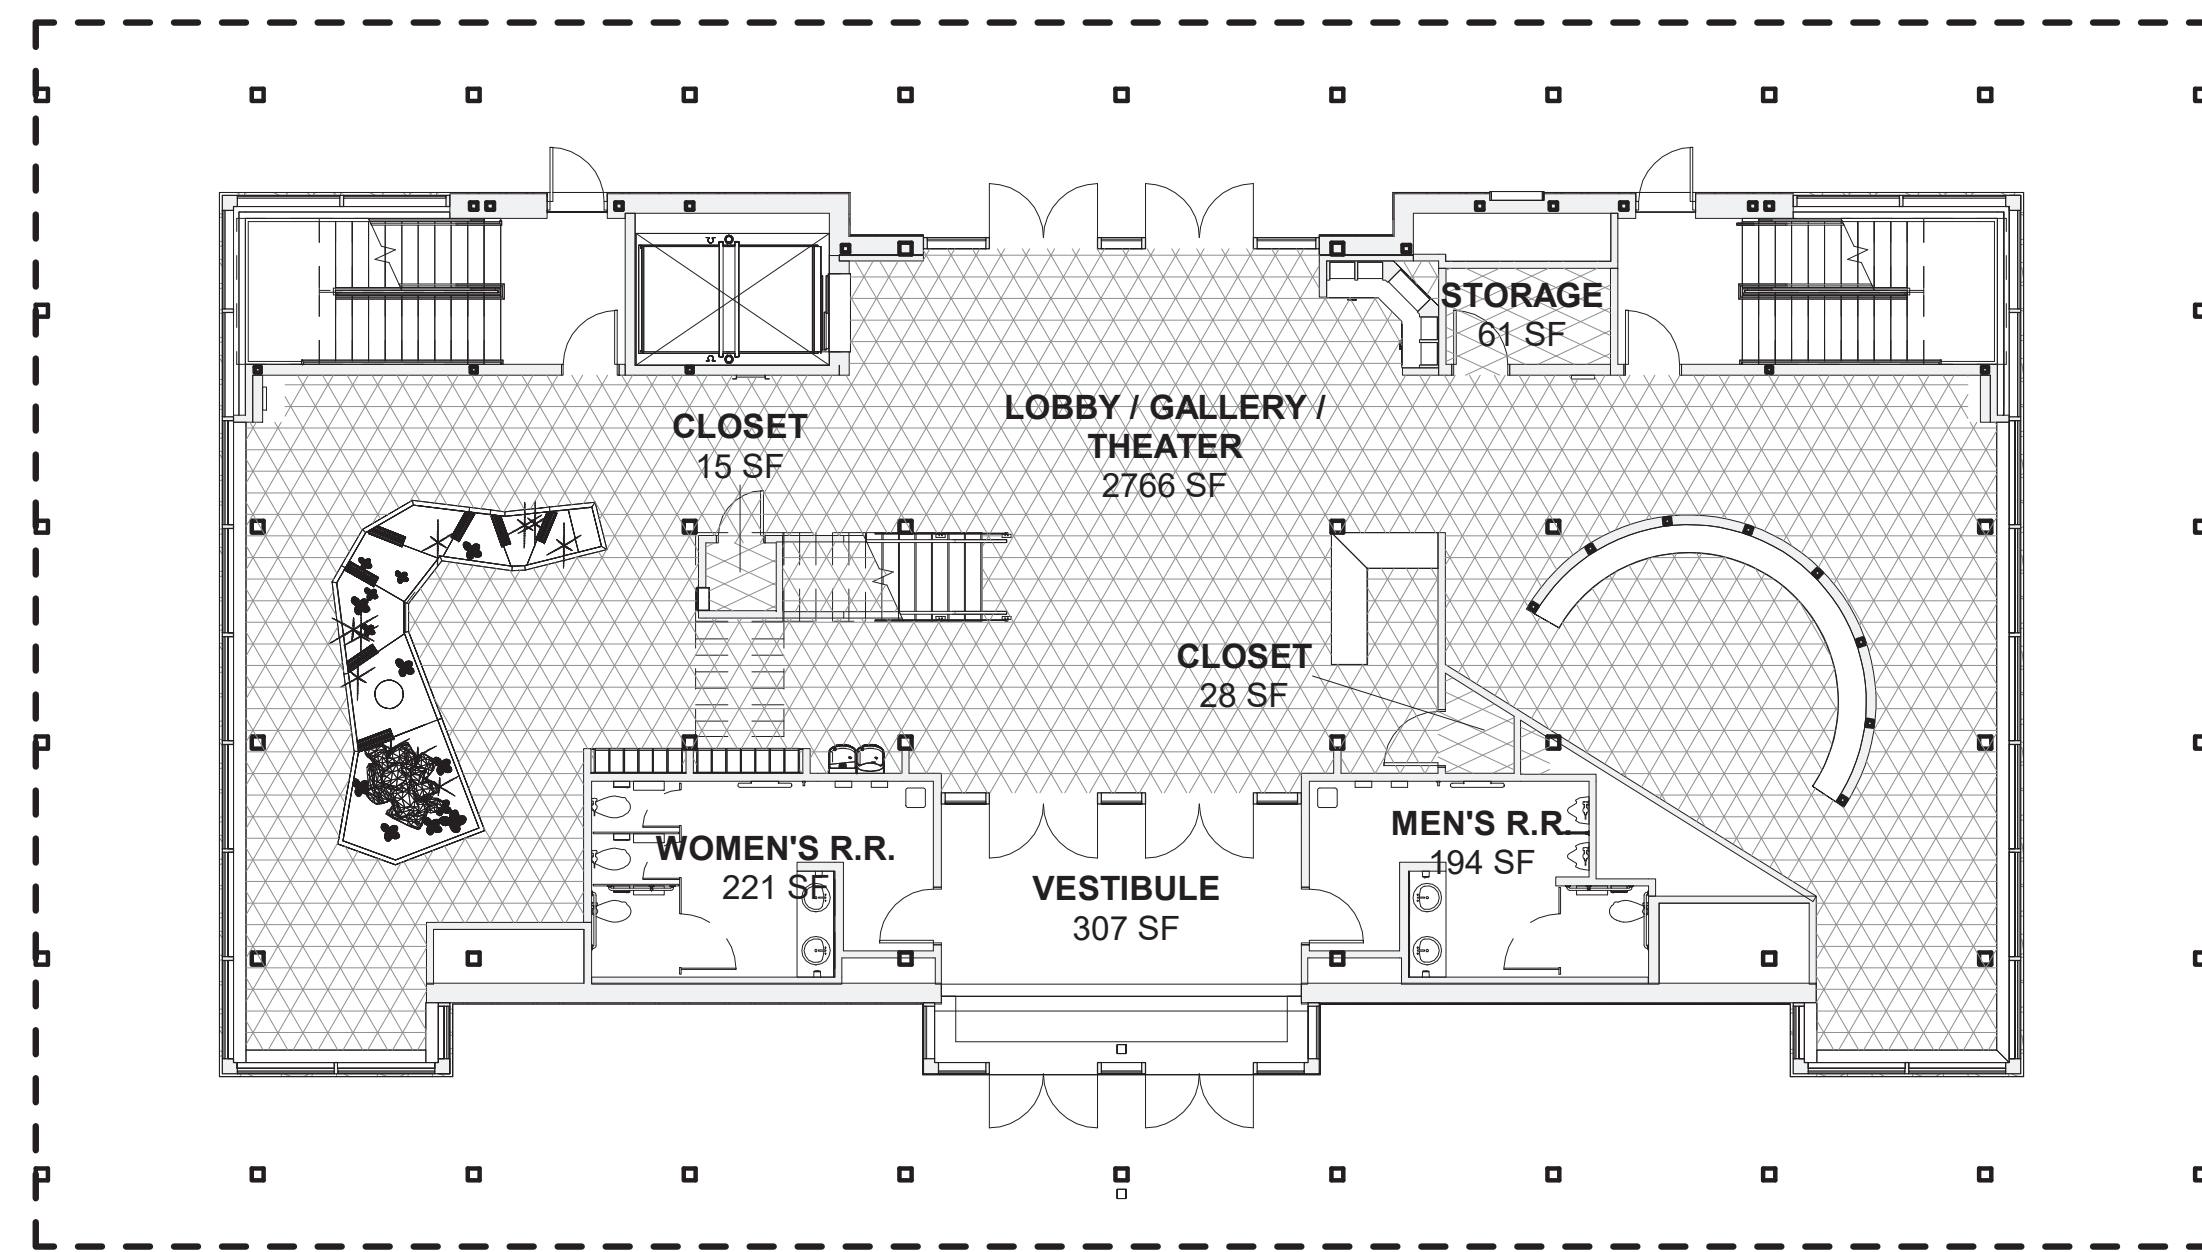 STORAGE
61 SF
LOBBY / GALLERY /
THEATER
2766 SF
CLOSET
15 SF
CLOSET
28 SF
WOMEN'S R.R.
221 SF
VESTIBULE
307 SF
MEN'S R.R.
194 SF